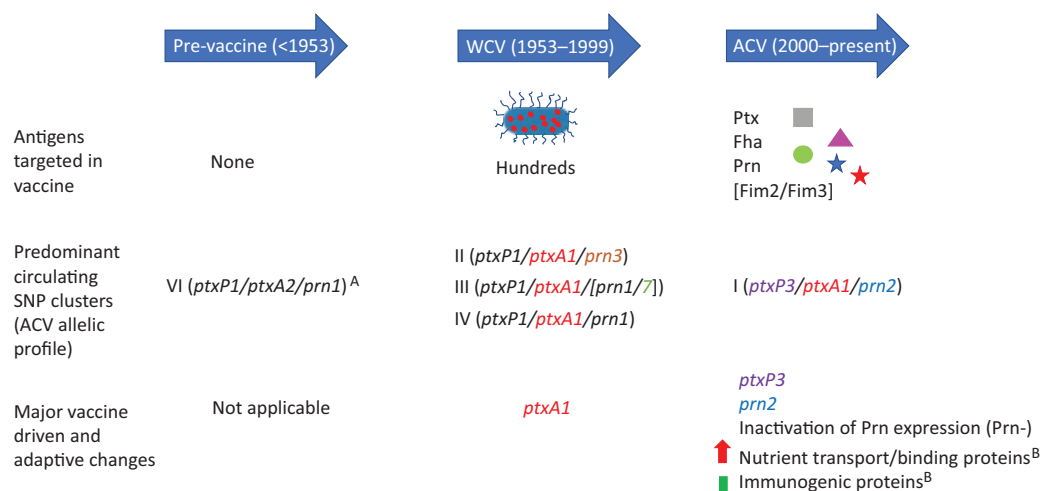 Pre-vaccine (<1953)
WCV (1953–1999)
ACV (2000–present)
Antigens
targeted in
vaccine
None
Hundreds
Ptx
Fha
Prn
[Fim2/Fim3]
Predominant
circulating
SNP clusters
(ACV allelic
profile)
VI (ptxP1/ptxA2/prn1) A
II (ptxP1/ptxA1/prn3)
III (ptxP1/ptxA1/[prn1/7])
IV (ptxP1/ptxA1/prn1)
I (ptxP3/ptxA1/prn2)
Major vaccine
driven and
adaptive changes
Not applicable
ptxA1
ptxP3
prn2
Inactivation of Prn expression (Prn-)
Nutrient transport/binding proteinsB
Immunogenic proteinsB